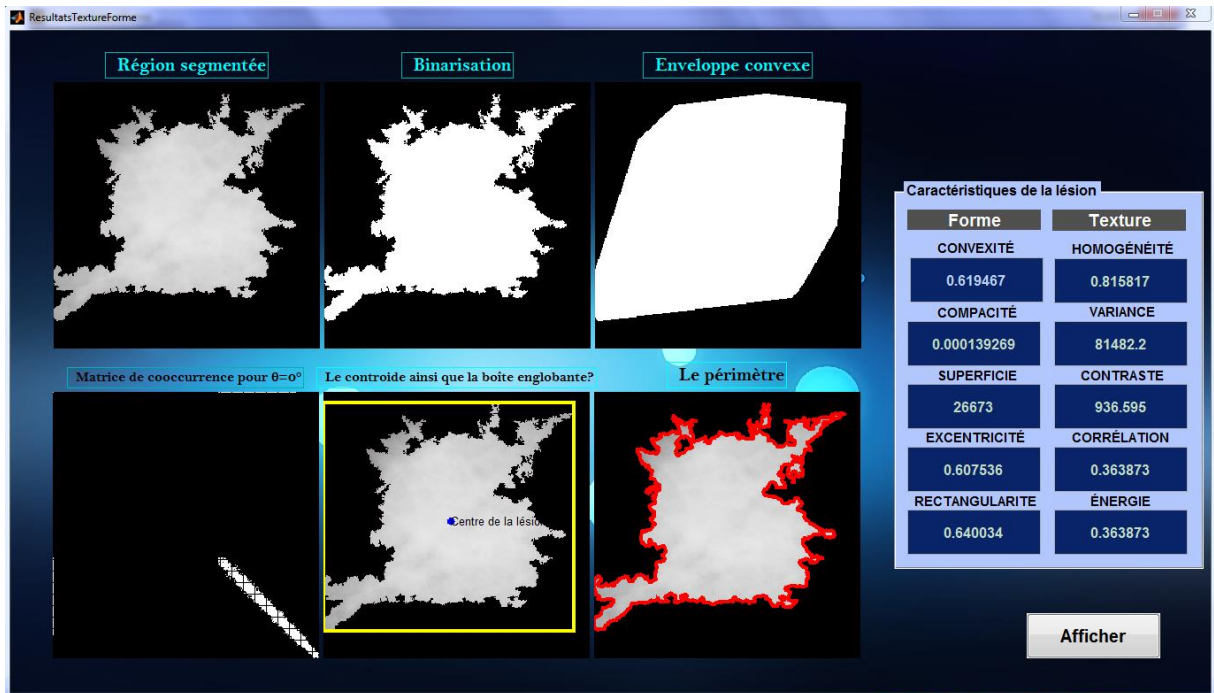 ResultatsTextureForme
Région segmentée
Binarisation
Enveloppe convexe
Matrice de cooccurrence pour θ=0°
Le controide ainsi que la boîte englobante?
Le périmètre
Centre de la lésion
Caractéristiques de la lésion
Forme
Texture
CONVEXITÉ
HOMOGÉNÉITÉ
0.619467
0.815817
COMPACITÉ
VARIANCE
0.000139269
81482.2
SUPERFICIE
CONTRASTE
26673
936.595
EXCENTRICITÉ
CORRÉLATION
0.607536
0.363873
RECTANGULARITE
ÉNERGIE
0.640034
0.363873
Afficher